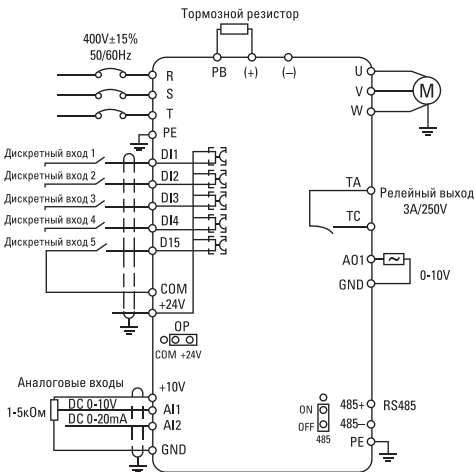 Тормозной резистор
400V±15%
50/60Hz
PB (+) (–)
R
S
T
PE
U
V
W
M
Дискретный вход 1
Дискретный вход 2
Дискретный вход 3
Дискретный вход 4
Дискретный вход 5
DI1
DI2
DI3
DI4
D15
COM
+24V
TA
TC
Релейный выход
3A/250V
AO1
GND
0-10V
OP
COM +24V
Аналоговые входы
1-5кОм
DC 0-10V
DC 0-20mA
+10V
AI1
AI2
GND
ON
OFF
485
485+
485–
PE
RS485